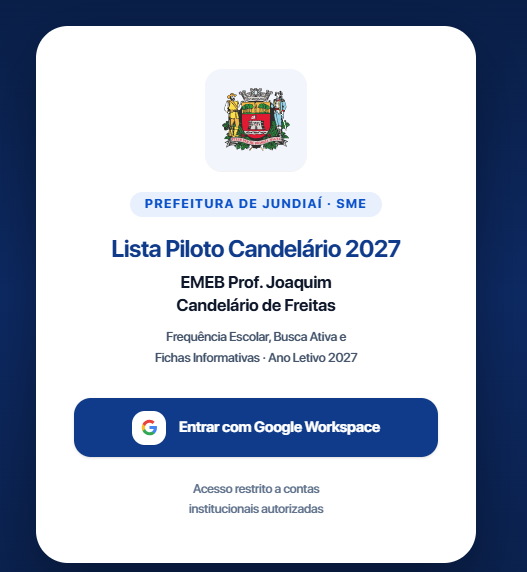 PREFEITURA DE JUNDIAÍ · SME
Lista Piloto Candelário 2027
EMEB Prof. Joaquim
Candelário de Freitas
Frequência Escolar, Busca Ativa e
Fichas Informativas · Ano Letivo 2027
Entrar com Google Workspace
Acesso restrito a contas
institucionais autorizadas